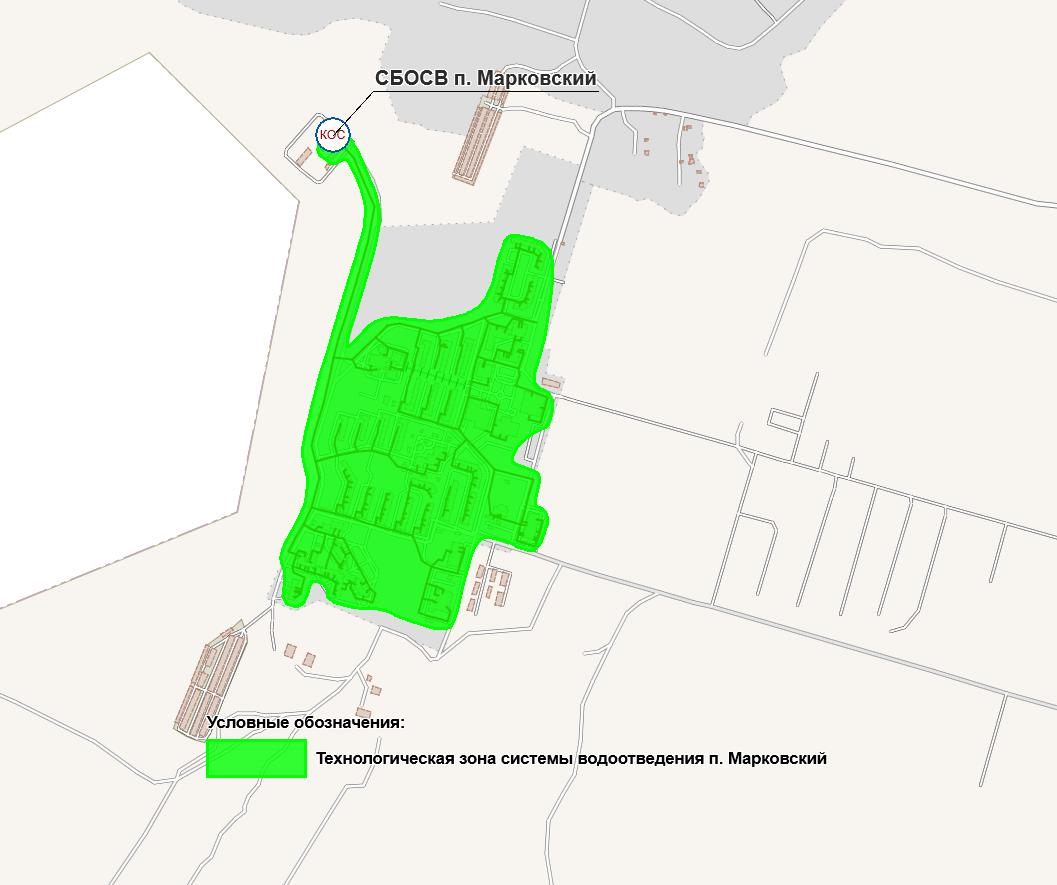 СБОСВ п. Марковский
КОС
Условные обозначения:
Технологическая зона системы водоотведения п. Марковский